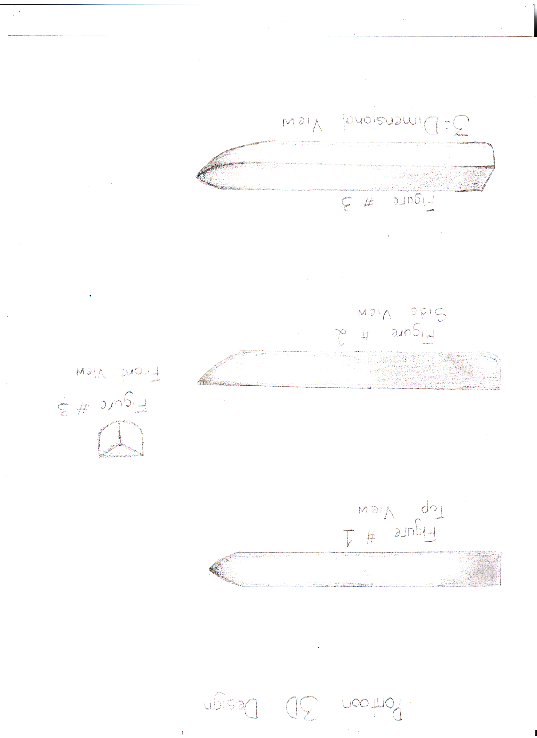 Pontoon 3D Design
Figure # 1
Top View
Figure # 3
Front View
Figure # 2
Side View
Figure # 3
3-Dimensional View